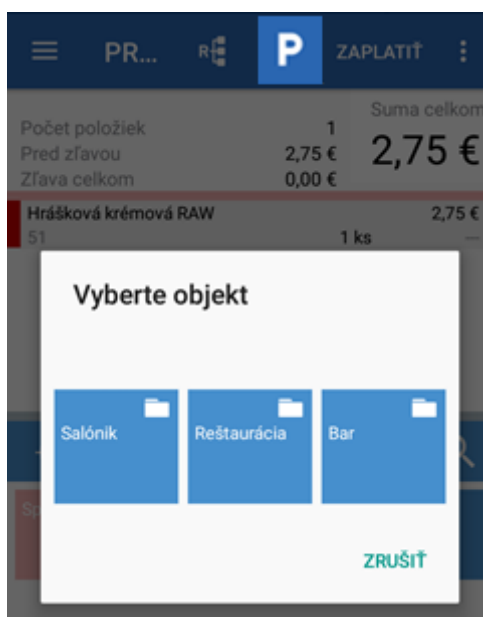 PR... R P ZAPLATIŤ
Suma celkom
Počet položiek 1
Pred zľavou 2,75 € 2,75 €
Zľava celkom 0,00 €
Hrášková krémová RAW 2,75 €
51 1 ks ---
Vyberte objekt
Salónik Reštaurácia Bar
Sp
ZRUŠIŤ